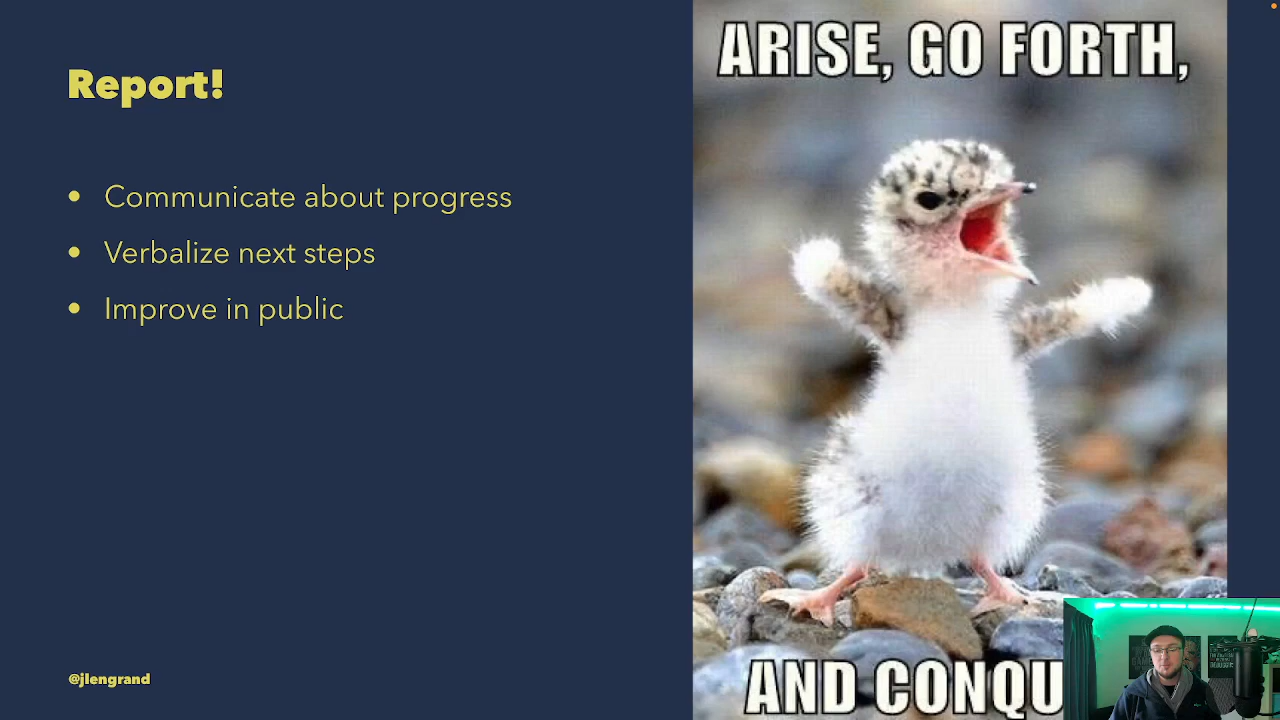 Report!
• Communicate about progress
• Verbalize next steps
• Improve in public
@jlengrand
ARISE, GO FORTH,
AND CONQU